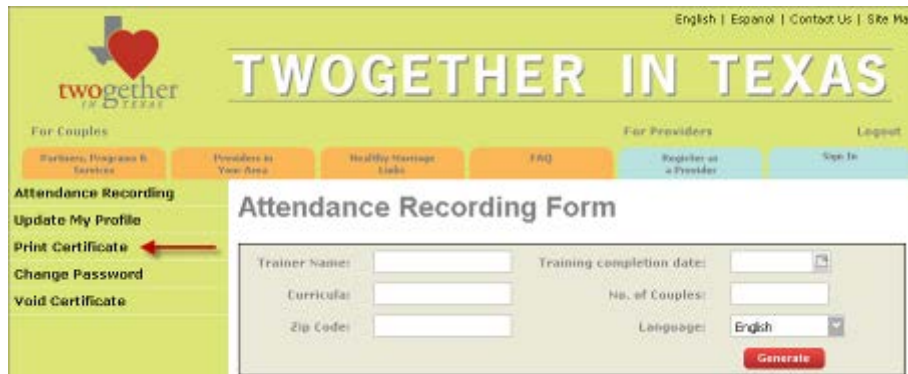 English | Espanol | Contact Us | Site Ma
twogether
IN TEXAS
TWOGETHER IN TEXAS
For Couples
For Providers
Logout
Partners, Programs & Services
Providers in Your Area
Healthy Marriage Links
FAQ
Register as a Provider
Sign In
Attendance Recording
Update My Profile
Print Certificate
Change Password
Void Certificate
Attendance Recording Form
Trainer Name:
Training completion date:
Curricula:
No. of Couples:
Zip Code:
Language:
English
Generate